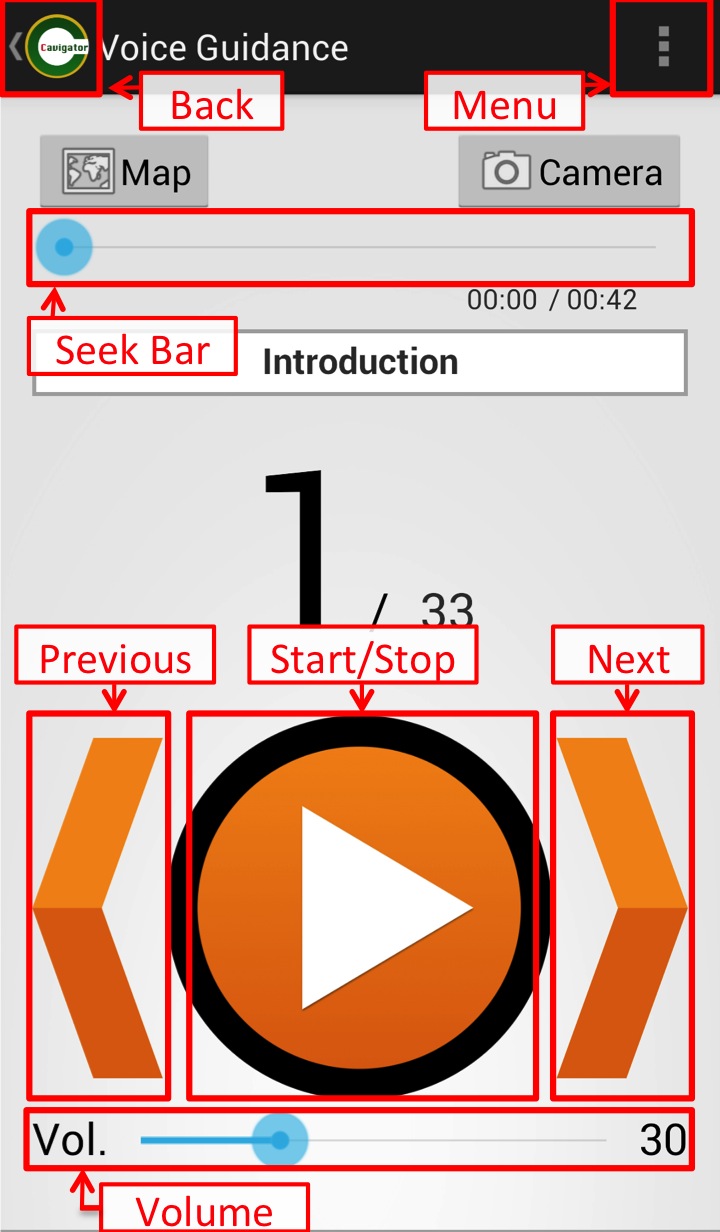 Cavigator
Voice Guidance
Back
Menu
Map
Camera
00:00 / 00:42
Seek Bar
Introduction
1 / 33
Previous
Start/Stop
Next
Vol.
30
Volume